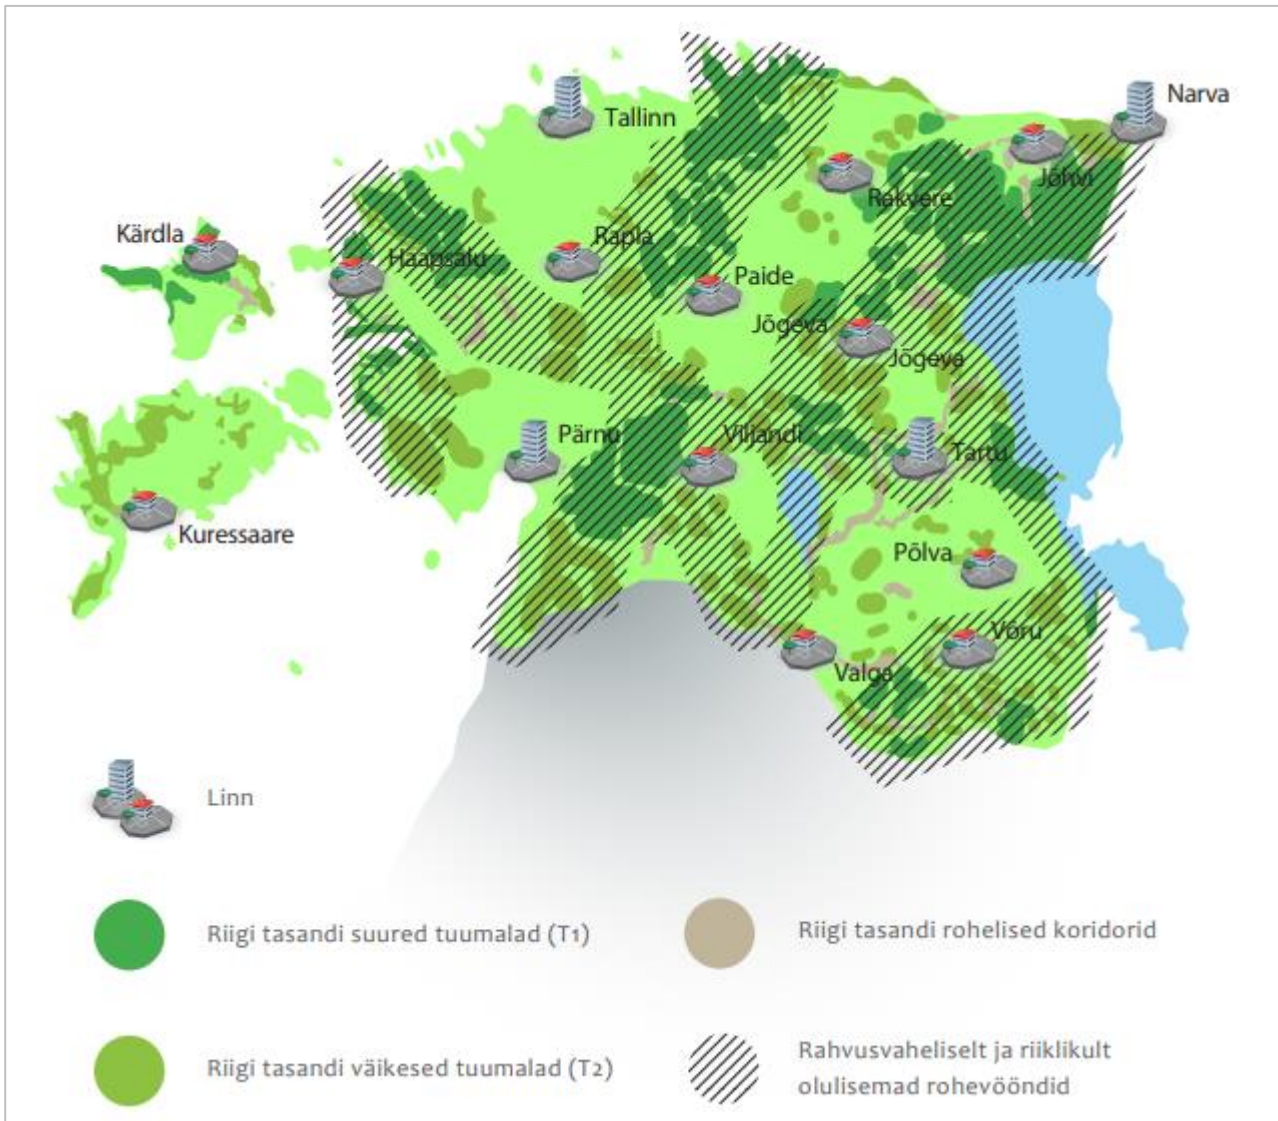 Narva
Tallinn
Jõhvi
Rakvere
Kärdla
Rapla
Haapsalu
Paide
Jõgeva
Jõgeva
Pärnu
Viljandi
Tartu
Kuressaare
Põlva
Võru
Valga
Linn
Riigi tasandi suured tuumalad (T1)
Riigi tasandi rohelised koridorid
Riigi tasandi väikesed tuumalad (T2)
Rahvusvaheliselt ja riiklikult
olulisemad rohevööndid